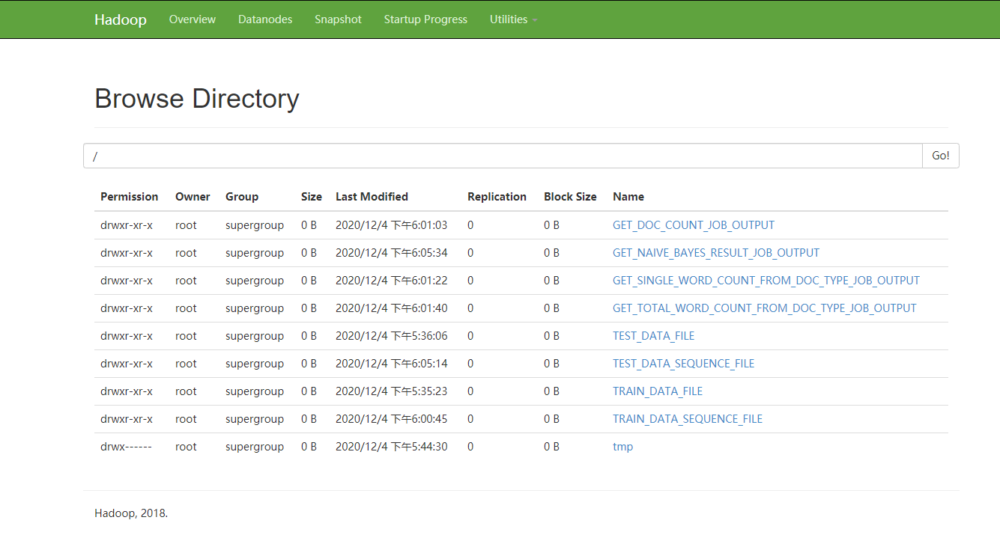 Hadoop Overview Datanodes Snapshot Startup Progress Utilities
Browse Directory
/ Go!
Permission Owner Group Size Last Modified Replication Block Size Name
drwxr-xr-x root supergroup 0 B 2020/12/4 下午6:01:03 0 0 B GET_DOC_COUNT_JOB_OUTPUT
drwxr-xr-x root supergroup 0 B 2020/12/4 下午6:05:34 0 0 B GET_NAIVE_BAYES_RESULT_JOB_OUTPUT
drwxr-xr-x root supergroup 0 B 2020/12/4 下午6:01:22 0 0 B GET_SINGLE_WORD_COUNT_FROM_DOC_TYPE_JOB_OUTPUT
drwxr-xr-x root supergroup 0 B 2020/12/4 下午6:01:40 0 0 B GET_TOTAL_WORD_COUNT_FROM_DOC_TYPE_JOB_OUTPUT
drwxr-xr-x root supergroup 0 B 2020/12/4 下午5:36:06 0 0 B TEST_DATA_FILE
drwxr-xr-x root supergroup 0 B 2020/12/4 下午6:05:14 0 0 B TEST_DATA_SEQUENCE_FILE
drwxr-xr-x root supergroup 0 B 2020/12/4 下午5:35:23 0 0 B TRAIN_DATA_FILE
drwxr-xr-x root supergroup 0 B 2020/12/4 下午6:00:45 0 0 B TRAIN_DATA_SEQUENCE_FILE
drwx------ root supergroup 0 B 2020/12/4 下午5:44:30 0 0 B tmp
Hadoop, 2018.